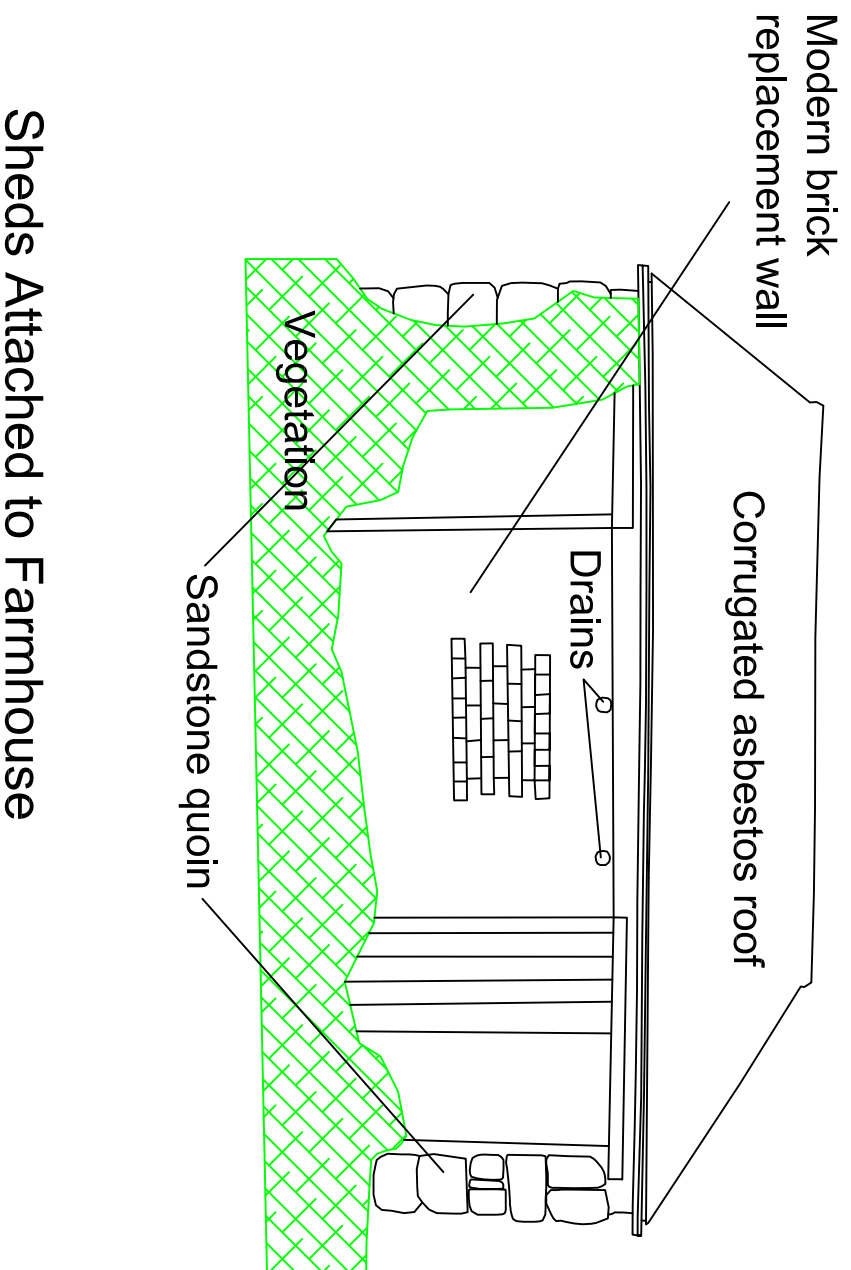 Modern brick
replacement wall
Corrugated asbestos roof
Drains
Vegetation
Sandstone quoin
Sheds Attached to Farmhouse